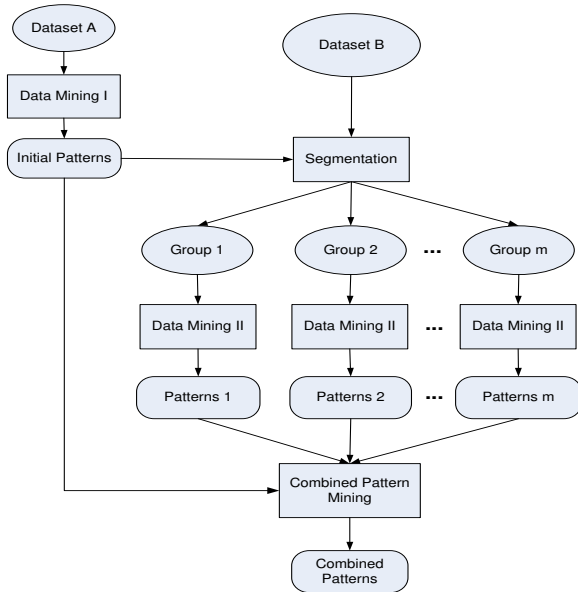 Dataset A
Dataset B
Data Mining I
Initial Patterns
Segmentation
Group 1
Group 2
...
Group m
Data Mining II
Data Mining II
...
Data Mining II
Patterns 1
Patterns 2
...
Patterns m
Combined Pattern
Mining
Combined
Patterns